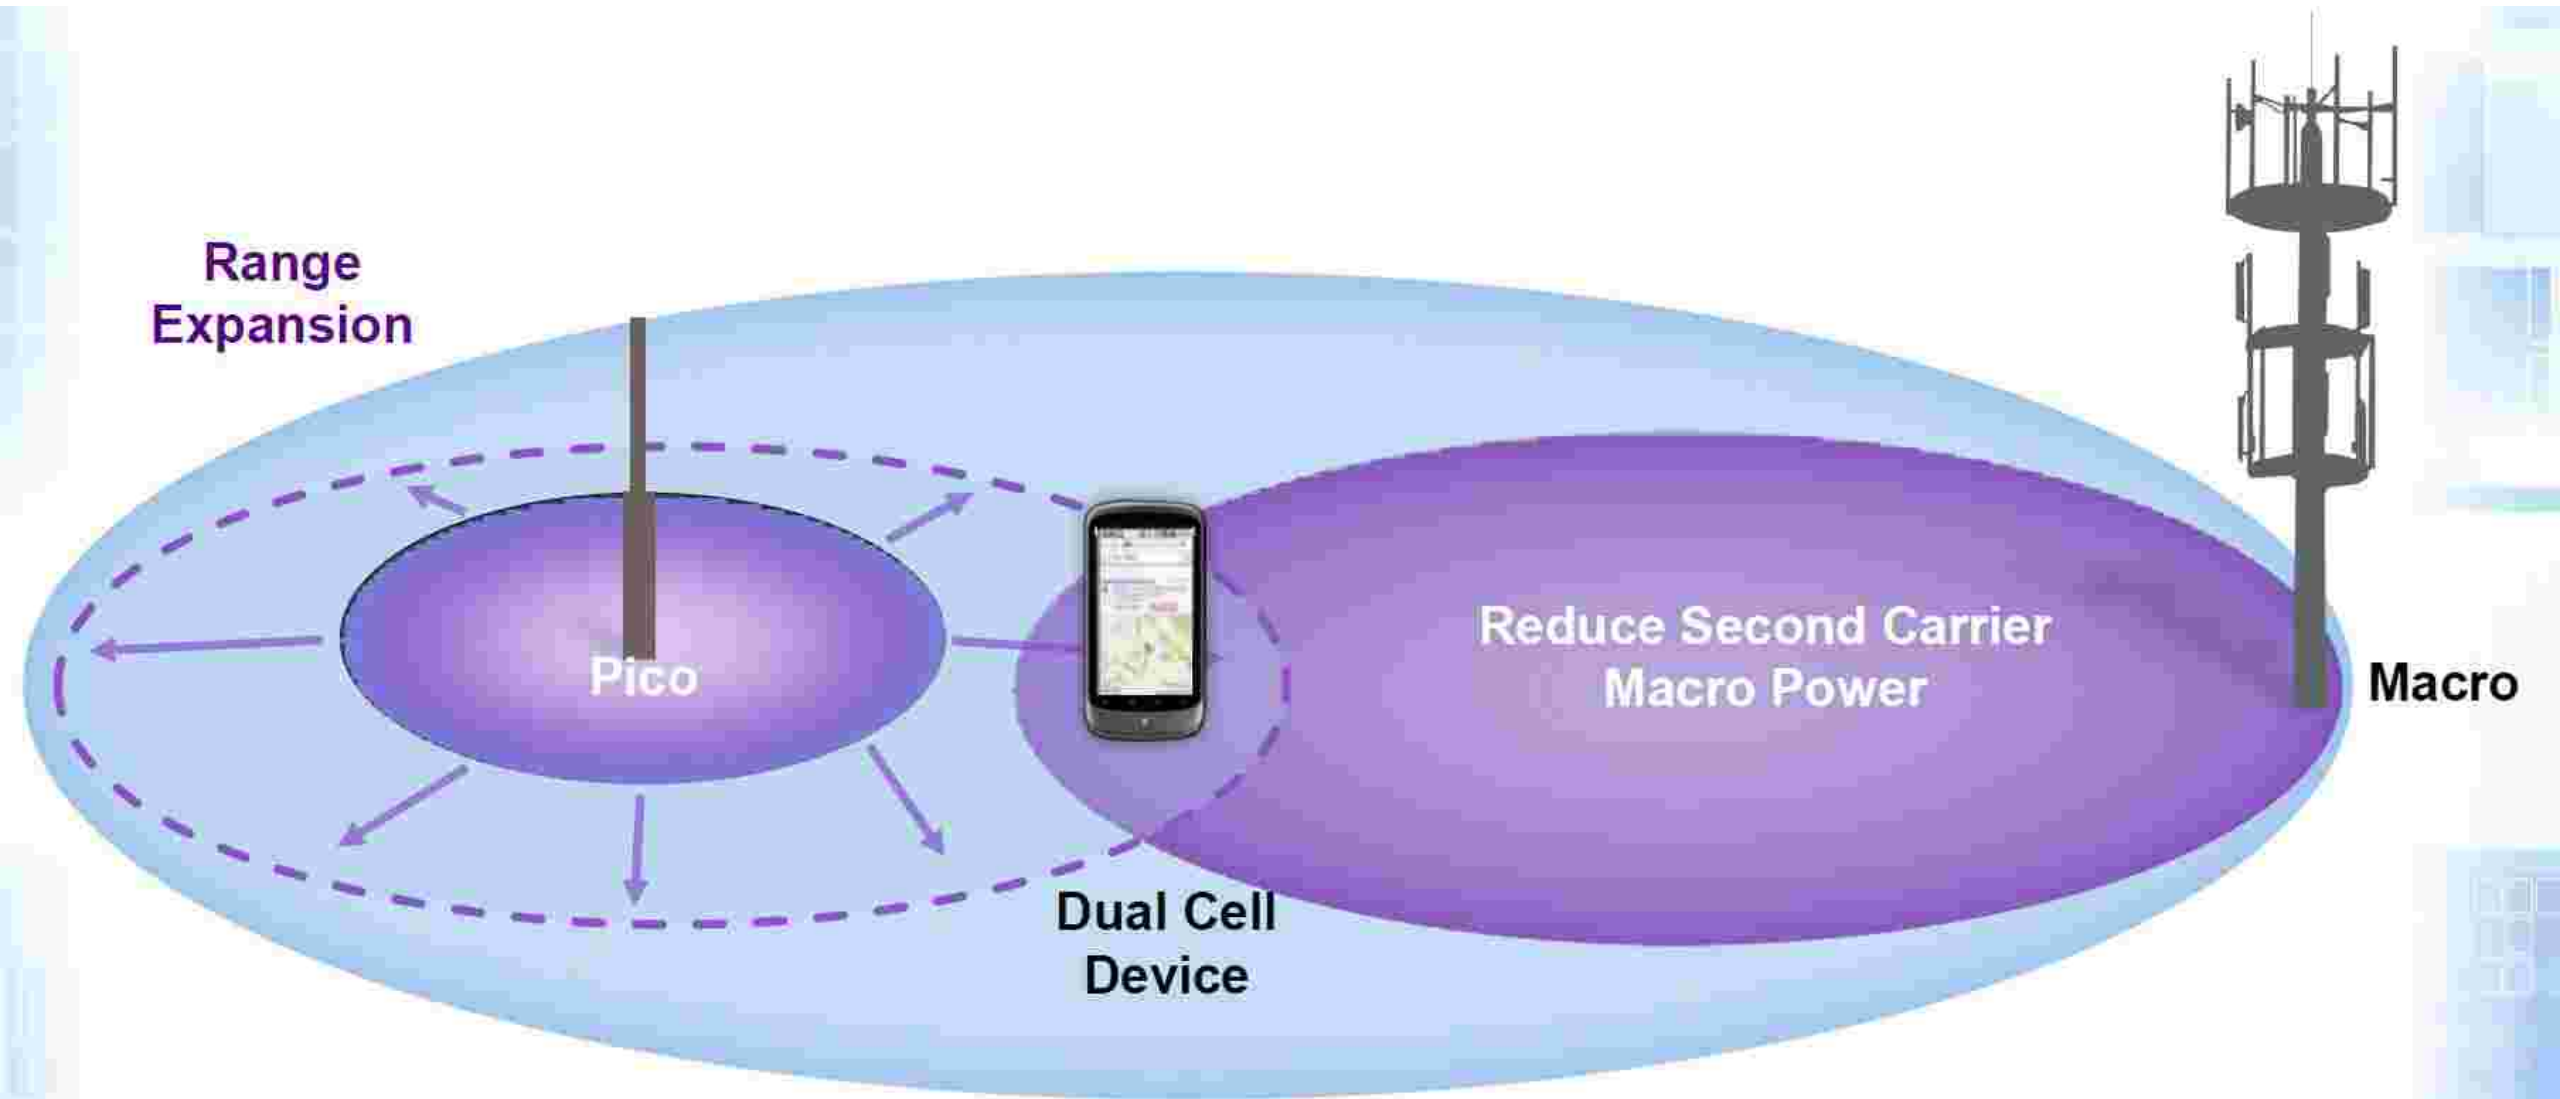 Range
Expansion
Pico
Reduce Second Carrier
Macro Power
Macro
Dual Cell
Device